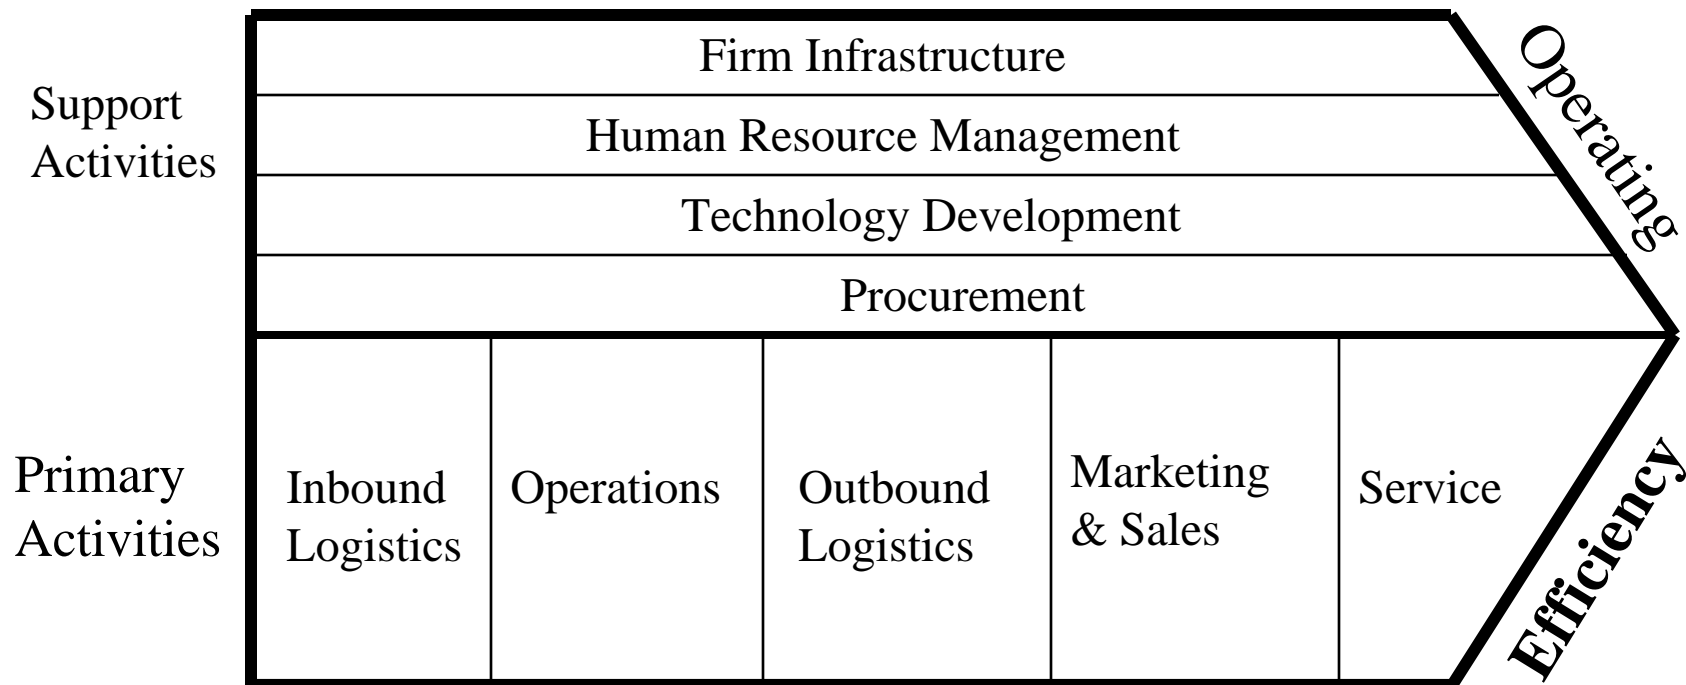 Firm Infrastructure
Operating
Support
Activities
Human Resource Management
Technology Development
Procurement
Primary
Activities
Inbound
Logistics
Operations
Outbound
Logistics
Marketing
& Sales
Service
Efficiency